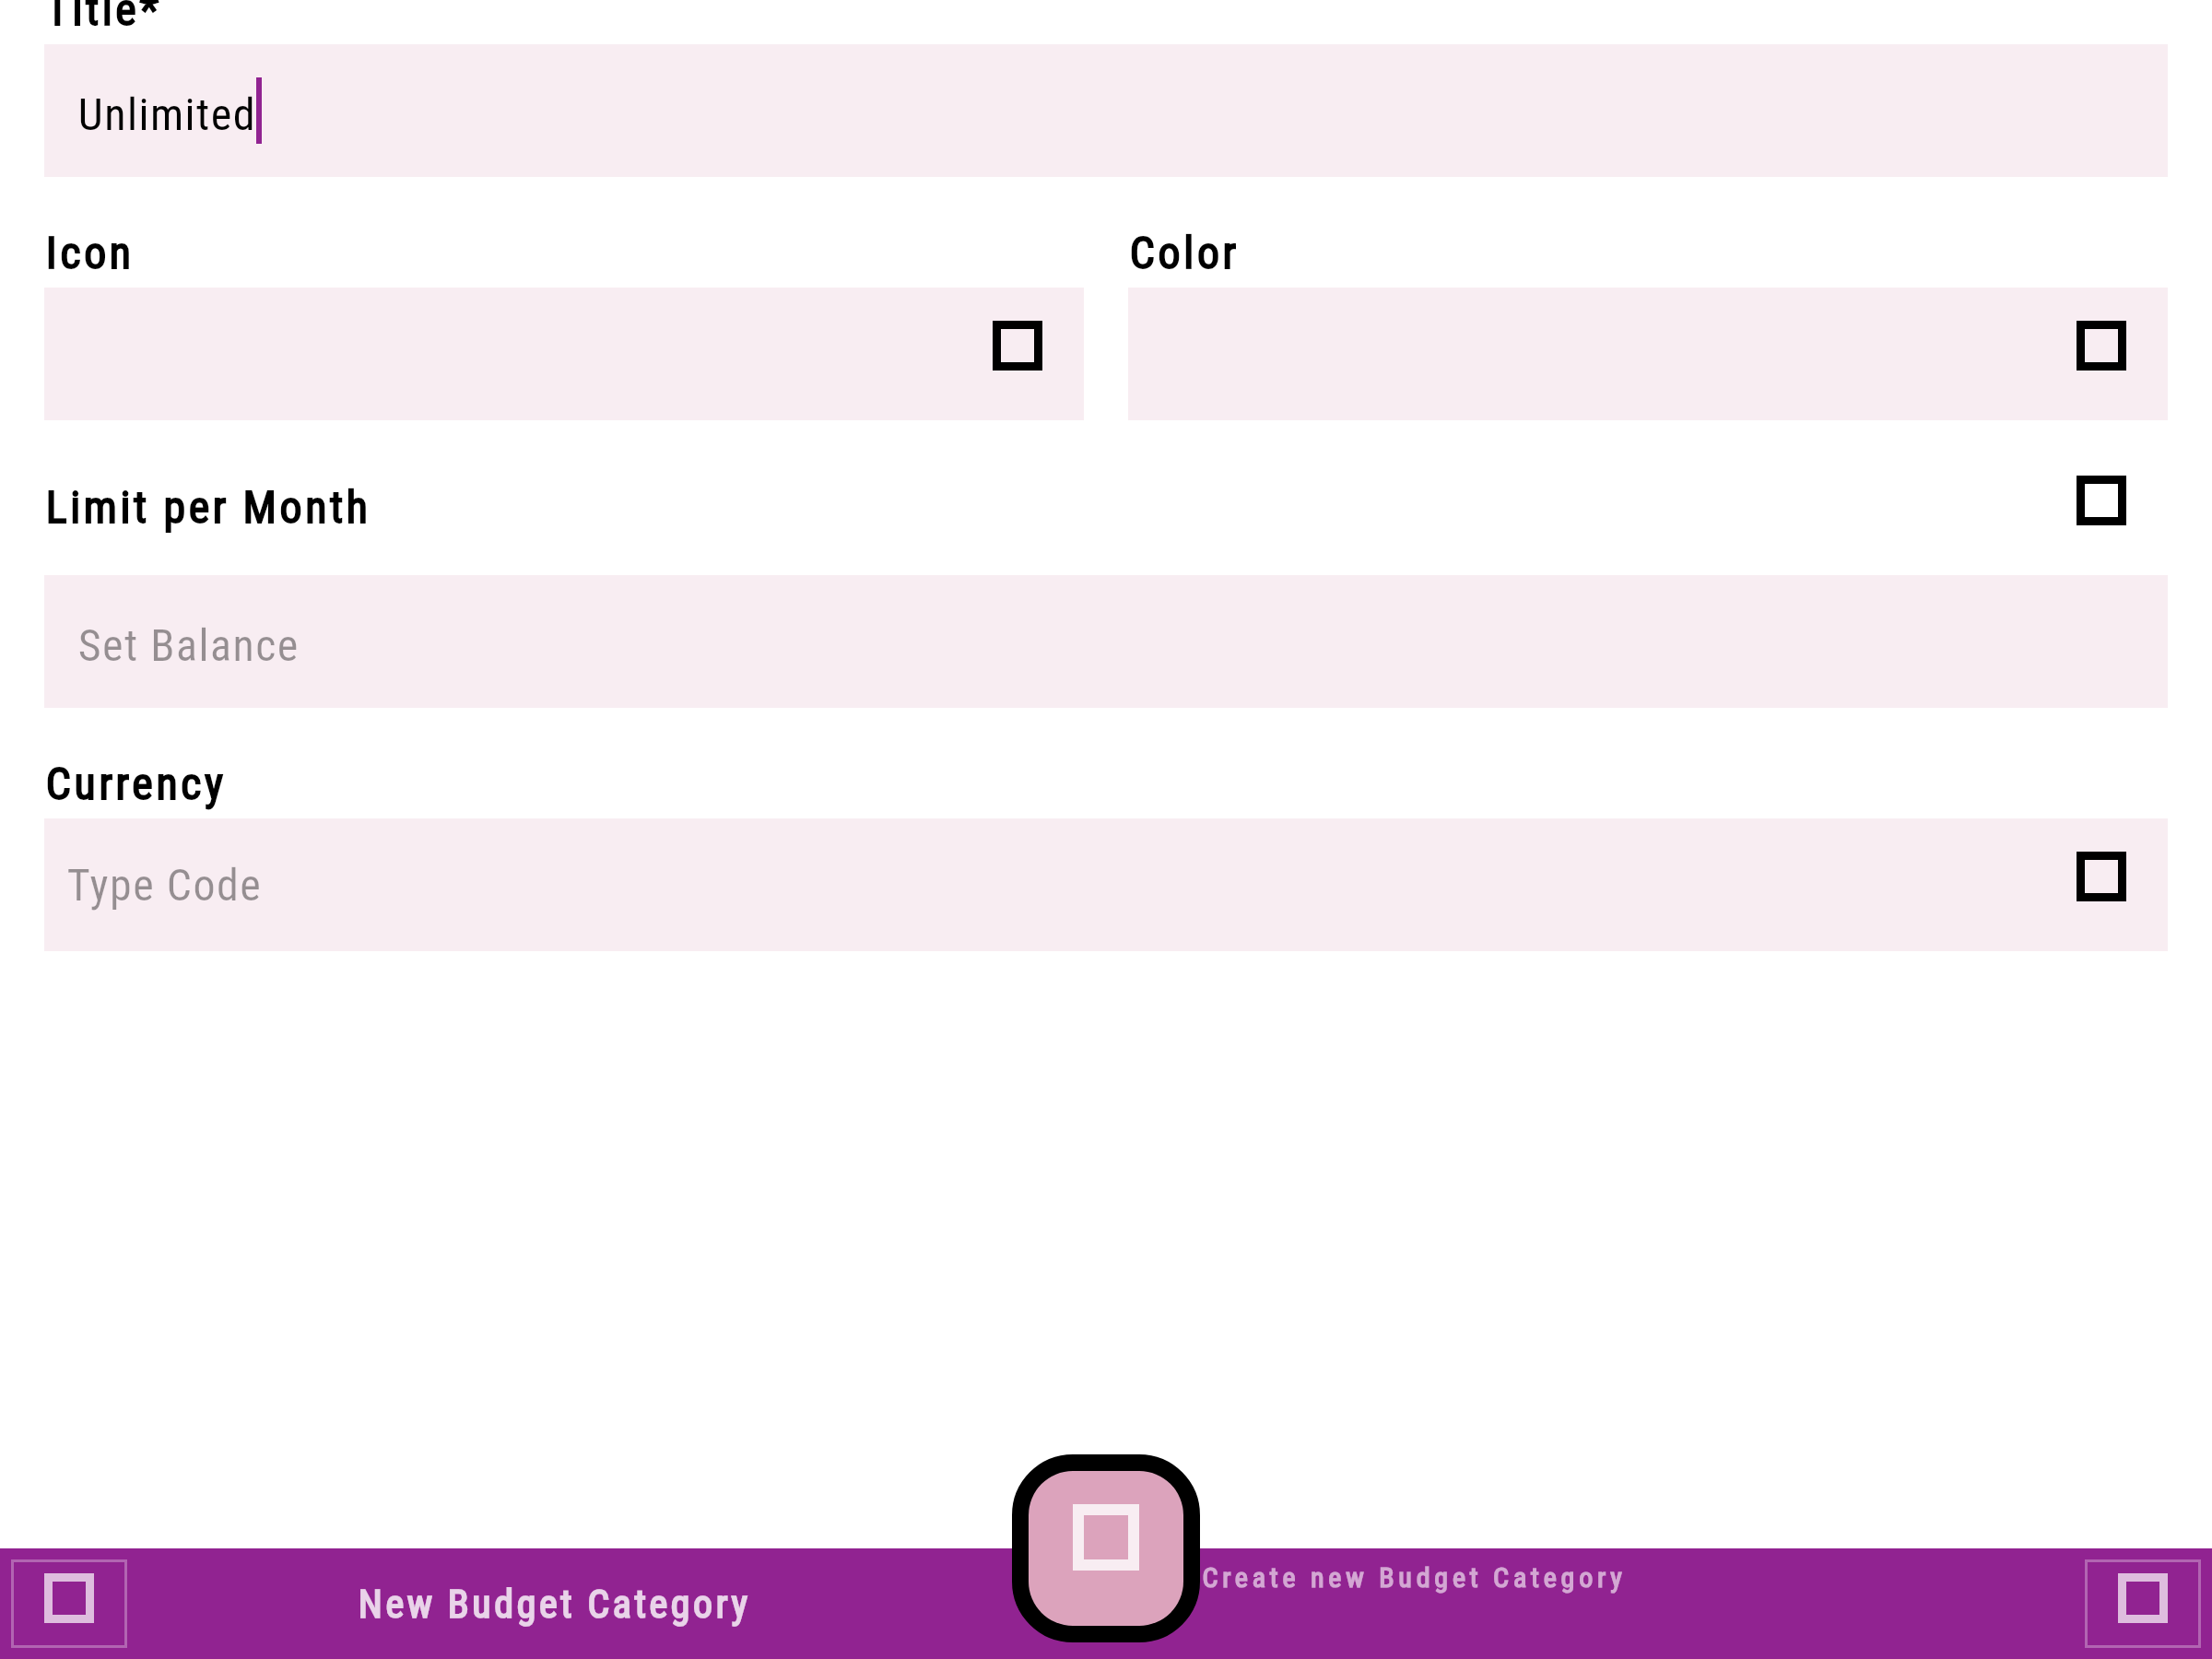 Title*
Unlimited
Icon
Color
Limit per Month
Set Balance
Currency
Type Code
New Budget Category
Create new Budget Category